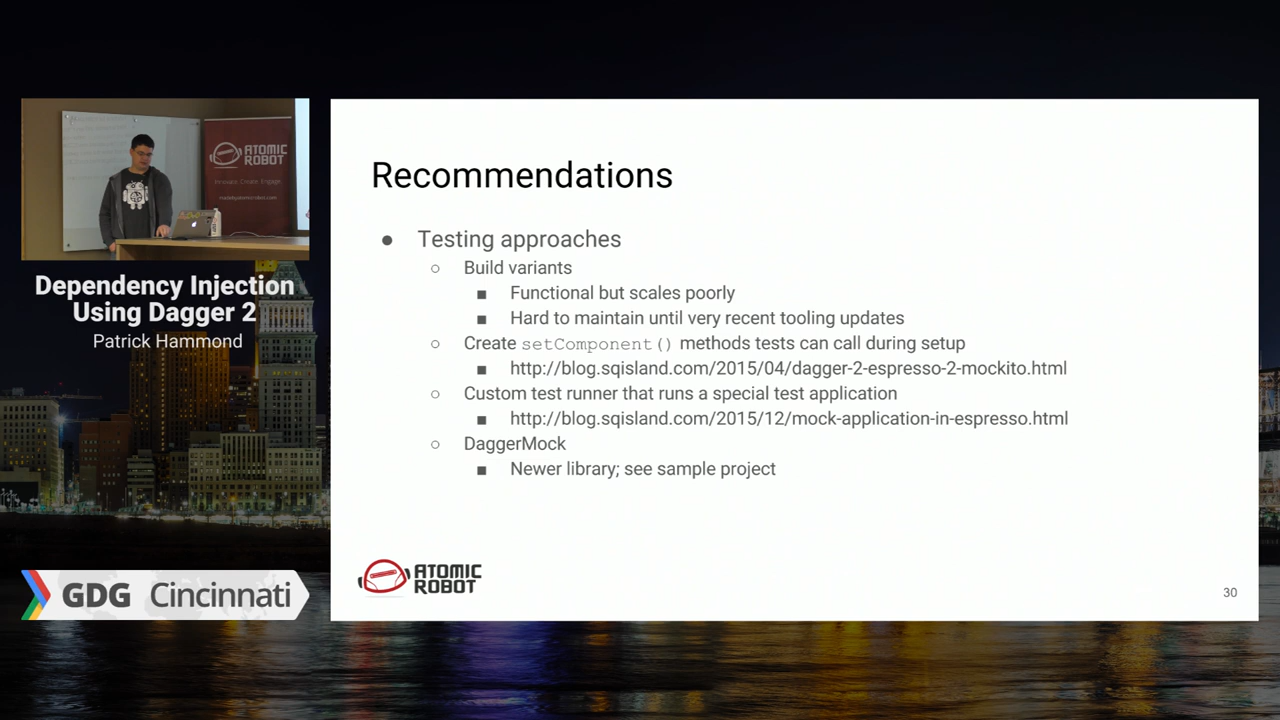 ATOMIC
ROBOT
Innovate. Create. Engage.
Dependency Injection
Using Dagger 2
Patrick Hammond
GDG Cincinnati
Recommendations
● Testing approaches
○ Build variants
■ Functional but scales poorly
■ Hard to maintain until very recent tooling updates
○ Create setComponent() methods tests can call during setup
■ http://blog.sqisland.com/2015/04/dagger-2-espresso-2-mockito.html
○ Custom test runner that runs a special test application
■ http://blog.sqisland.com/2015/12/mock-application-in-espresso.html
○ DaggerMock
■ Newer library; see sample project
ATOMIC
ROBOT
30